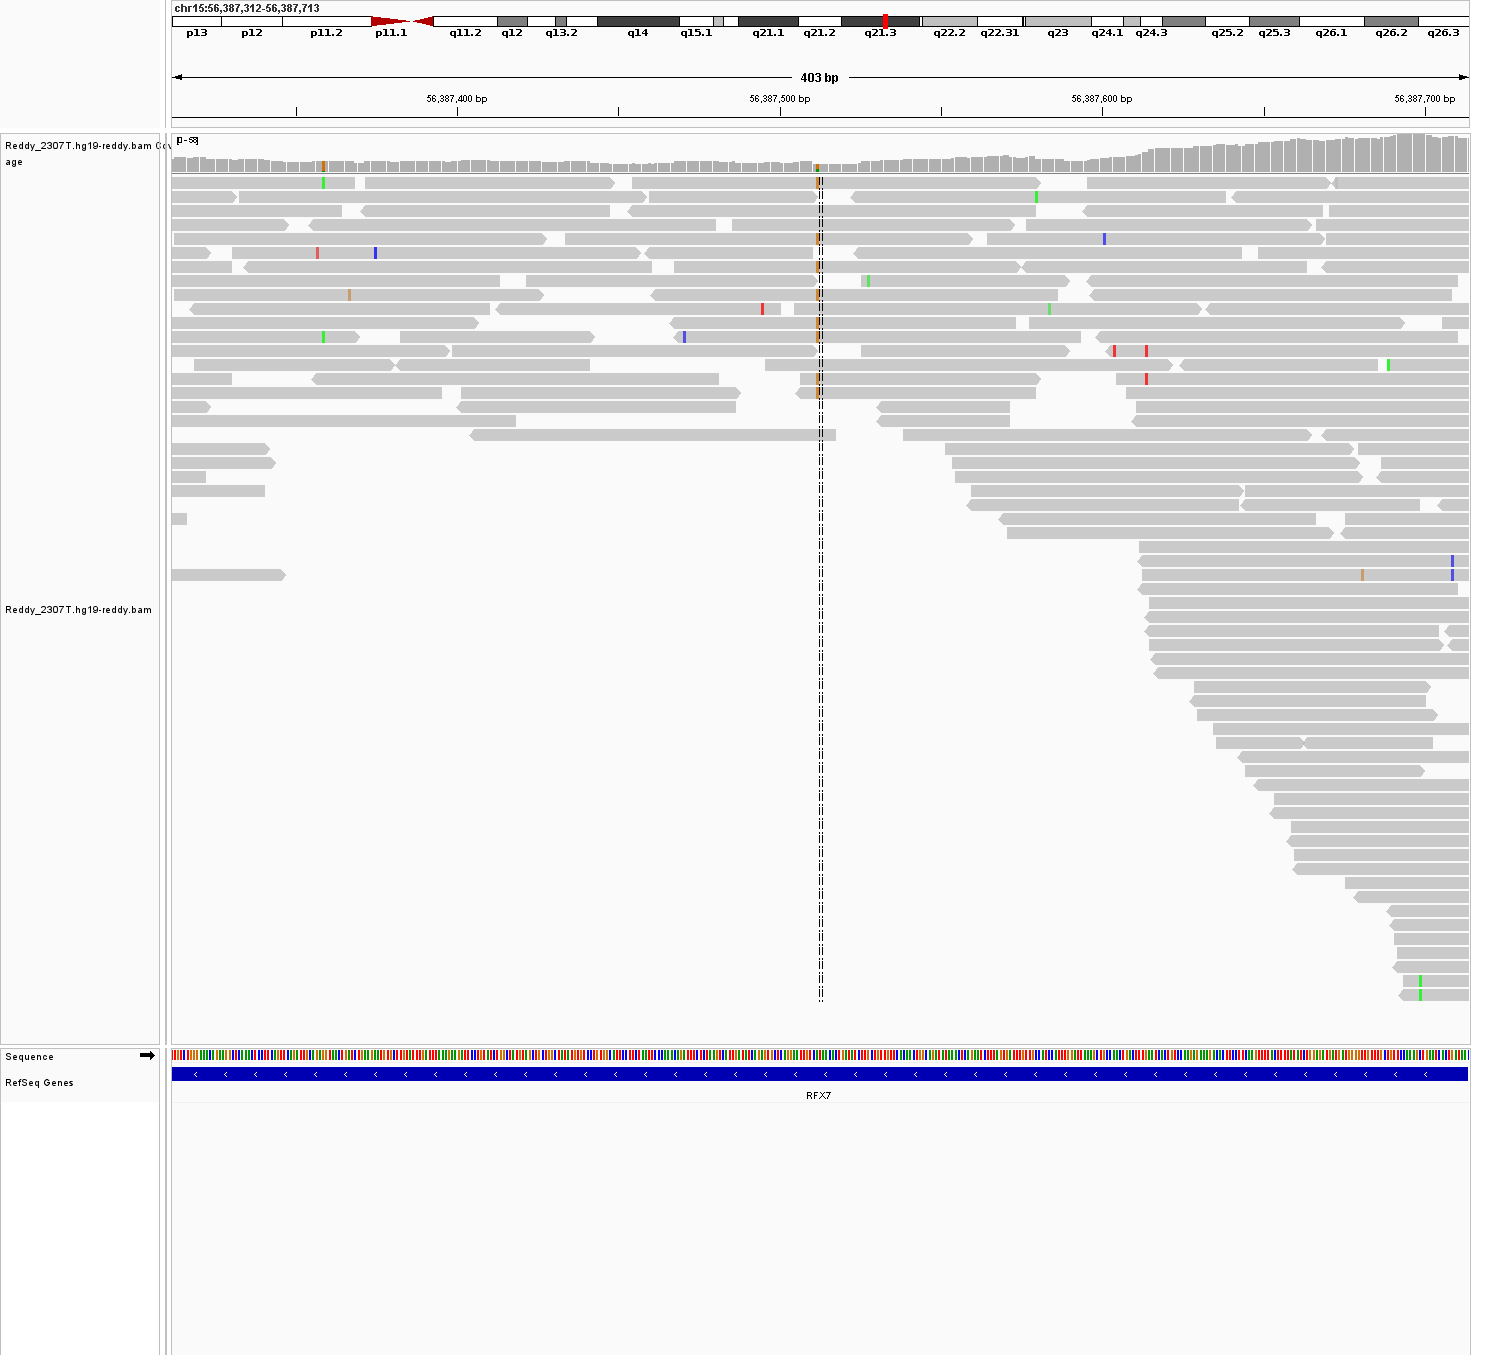 chr15:56,387,312-56,387,713
p13 p12 p11.2 p11.1 q11.2 q12 q13.2 q14 q15.1 q21.1 q21.2 q21.3 q22.2 q22.31 q23 q24.1 q24.3 q25.2 q25.3 q26.1 q26.2 q26.3
403 bp
56,387,400 bp 56,387,500 bp 56,387,600 bp 56,387,700 bp
[0-68]
Reddy_2307T.hg19-reddy.bam Cov
age
Reddy_2307T.hg19-reddy.bam
Sequence
RefSeq Genes
RFX7